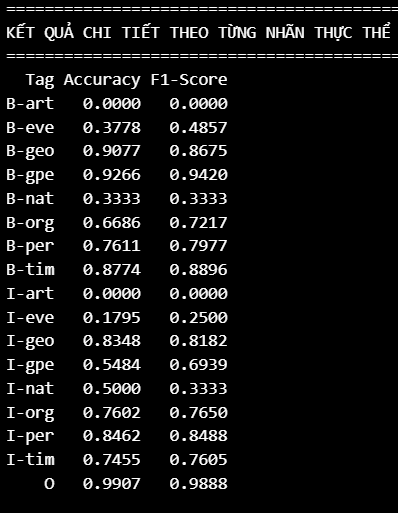 ==========================================
KẾT QUẢ CHI TIẾT THEO TỪNG NHÃN THỰC THỂ
==========================================
Tag Accuracy F1-Score
B-art 0.0000 0.0000
B-eve 0.3778 0.4857
B-geo 0.9077 0.8675
B-gpe 0.9266 0.9420
B-nat 0.3333 0.3333
B-org 0.6686 0.7217
B-per 0.7611 0.7977
B-tim 0.8774 0.8896
I-art 0.0000 0.0000
I-eve 0.1795 0.2500
I-geo 0.8348 0.8182
I-gpe 0.5484 0.6939
I-nat 0.5000 0.3333
I-org 0.7602 0.7650
I-per 0.8462 0.8488
I-tim 0.7455 0.7605
O 0.9907 0.9888